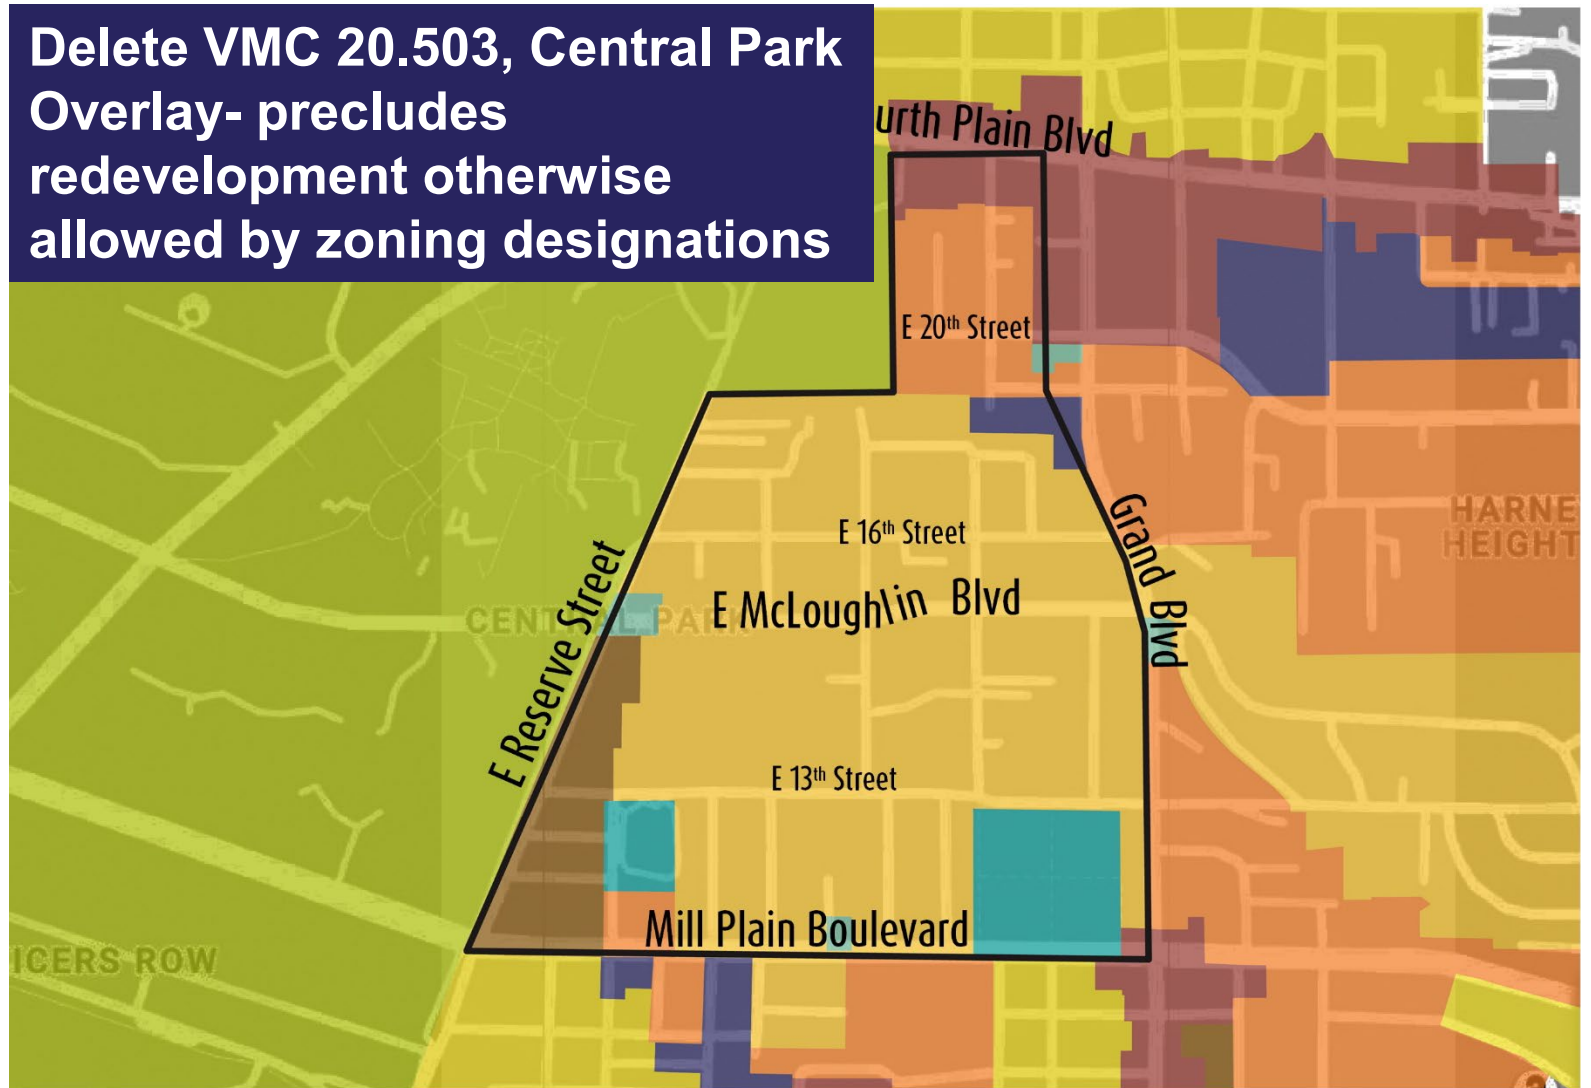 Delete VMC 20.503, Central Park
Overlay- precludes
redevelopment otherwise
allowed by zoning designations
urth Plain Blvd
E 20th Street
HARNE
HEIGHT
E 16th Street
Grand Blvd
E McLoughlin Blvd
CENTRAL PARK
E Reserve Street
E 13th Street
Mill Plain Boulevard
ICERS ROW